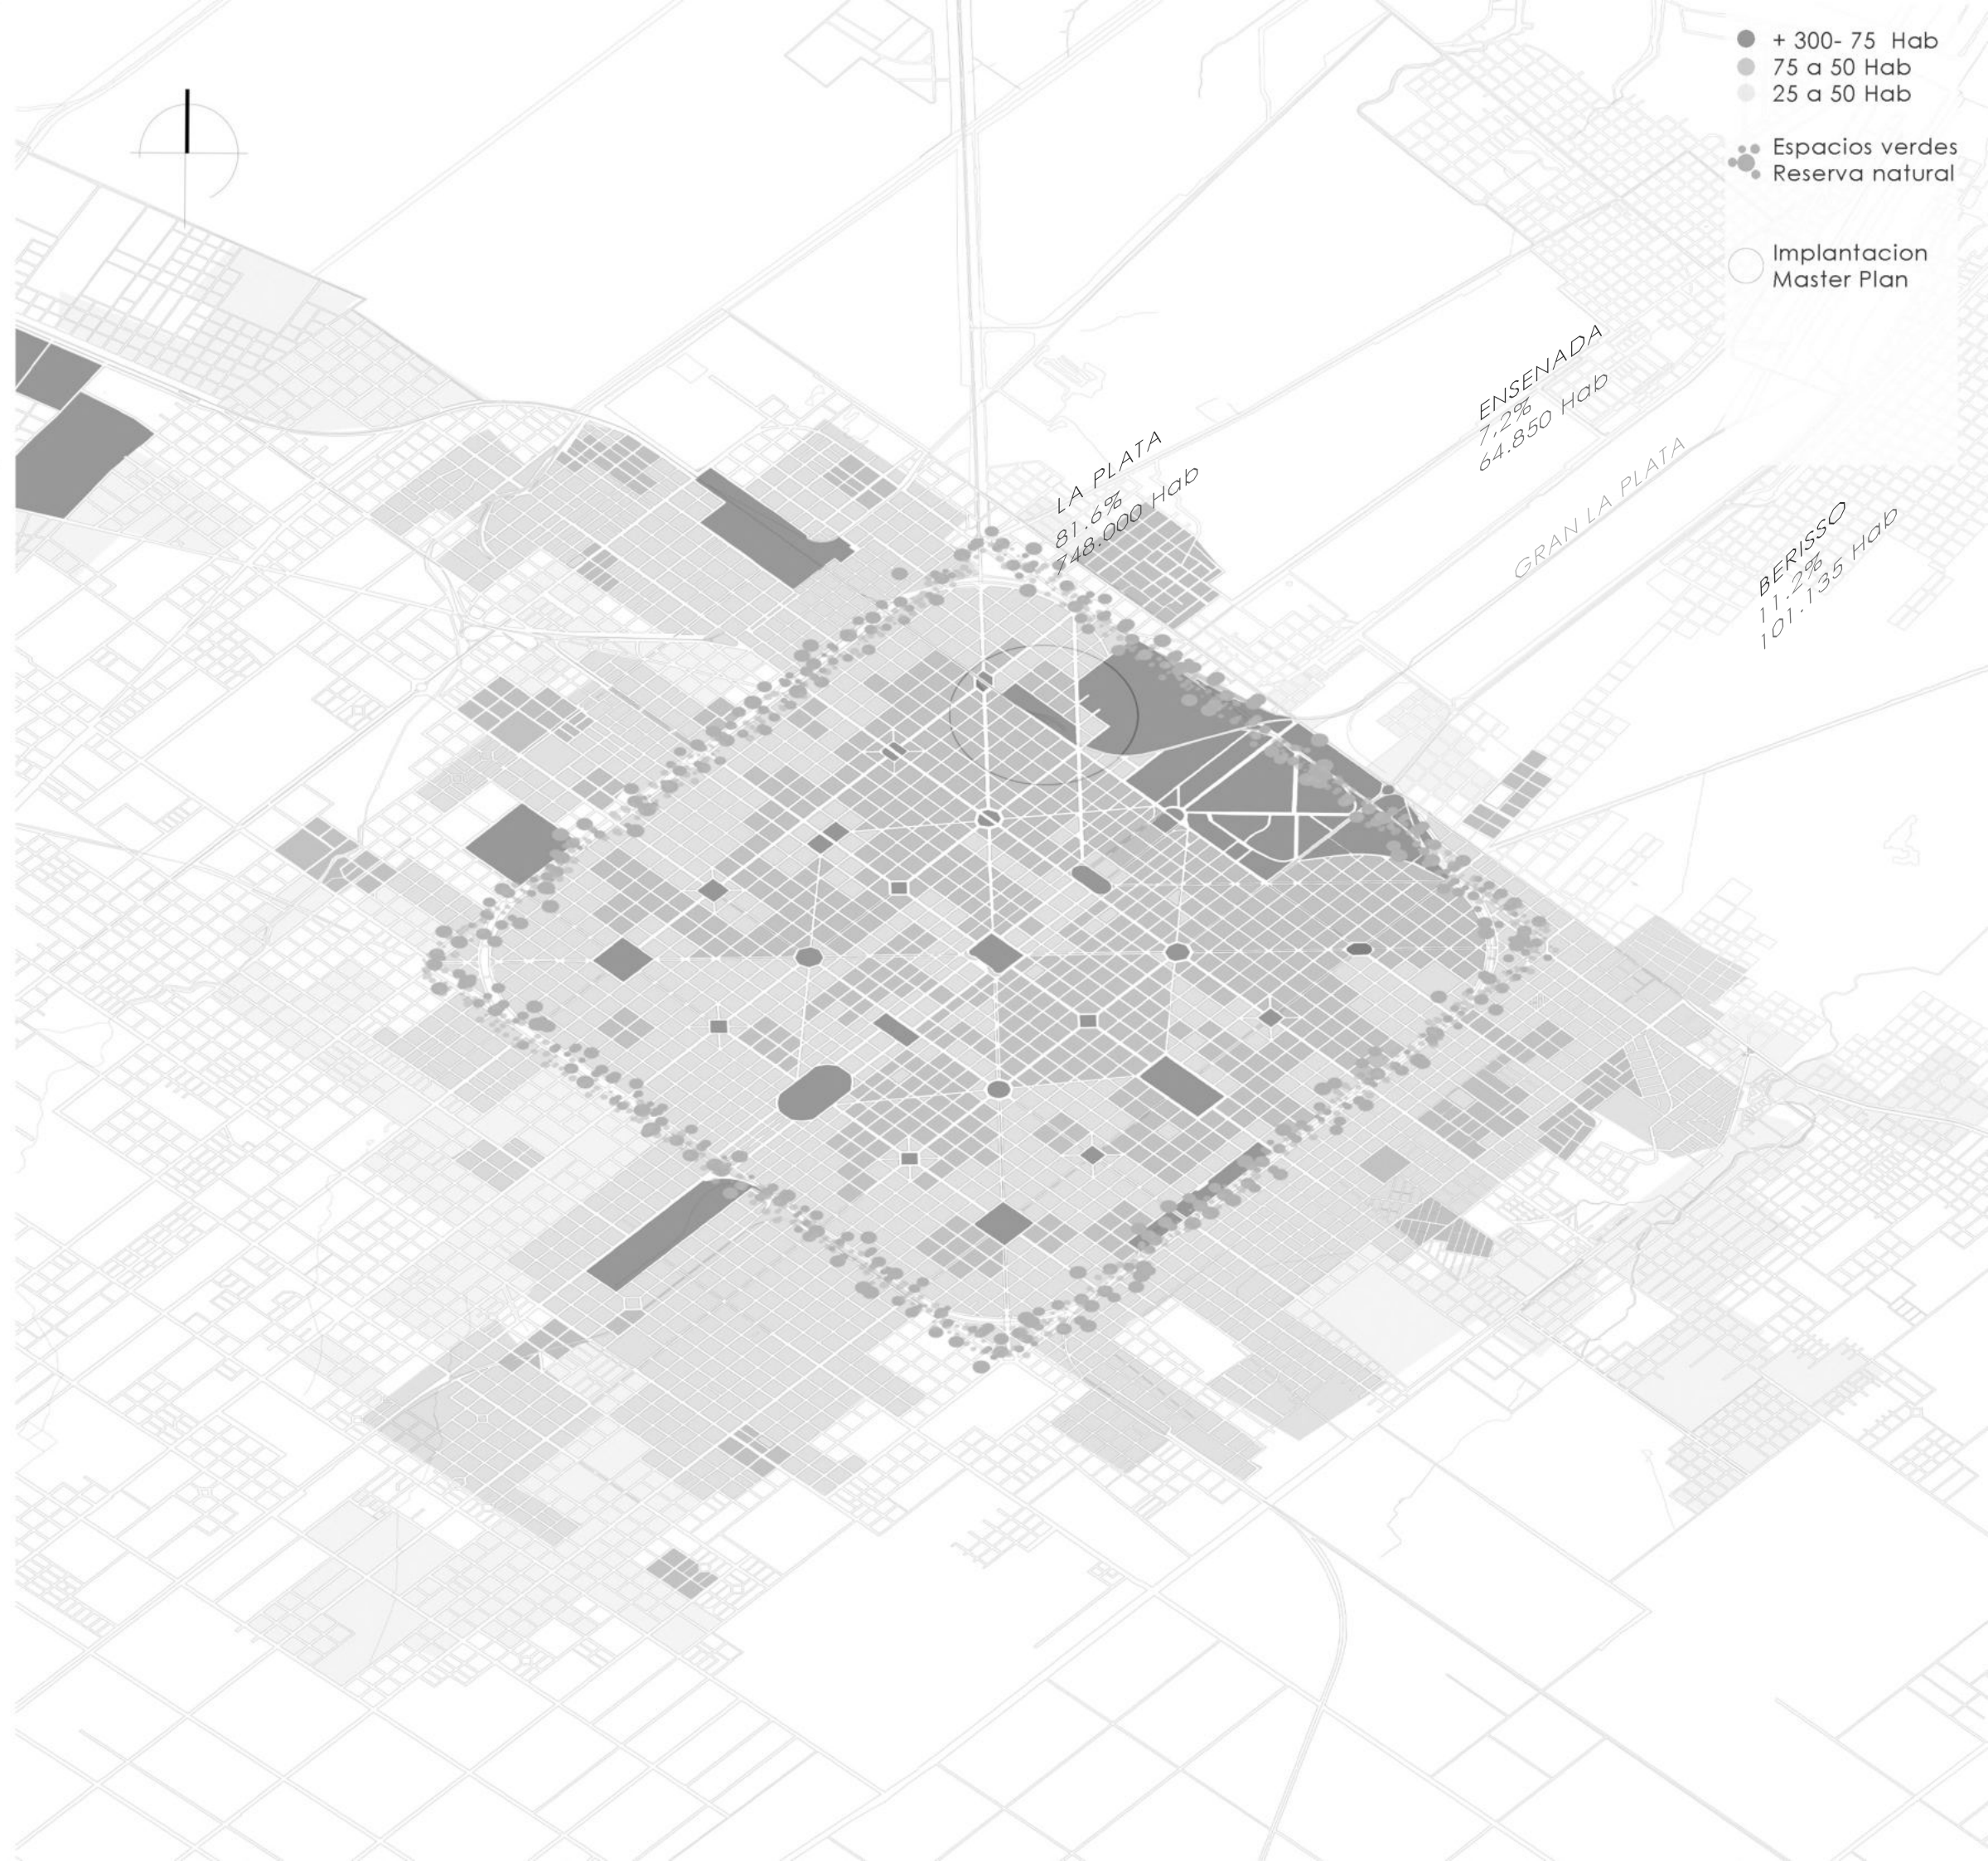 + 300- 75 Hab
75 a 50 Hab
25 a 50 Hab
Espacios verdes
Reserva natural
Implantacion
Master Plan
ENSENADA
7,2%
64.850 Hab
LA PLATA
81.6%
748.000 Hab
GRAN LA PLATA
BERISSO
11.2%
101.135 Hab